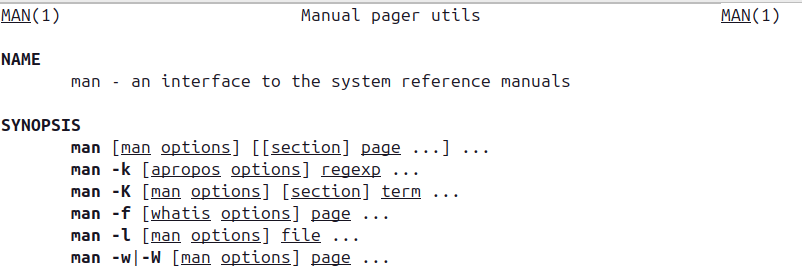 MAN(1) Manual pager utils MAN(1)
NAME
man - an interface to the system reference manuals
SYNOPSIS
man [man options] [[section] page ...] ...
man -k [apropos options] regexp ...
man -K [man options] [section] term ...
man -f [whatis options] page ...
man -l [man options] file ...
man -w|-W [man options] page ...